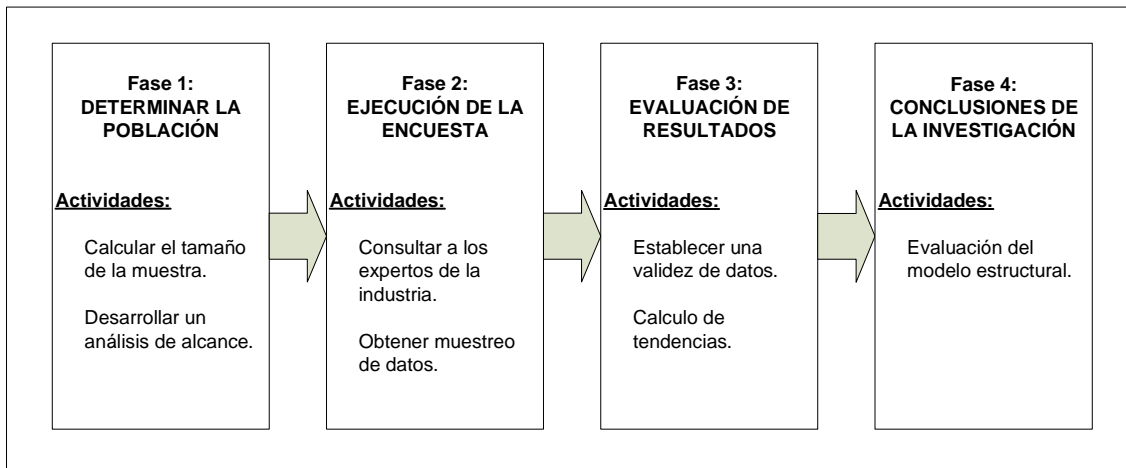 Fase 1:
DETERMINAR LA
POBLACIÓN
Actividades:
Calcular el tamaño
de la muestra.
Desarrollar un
análisis de alcance.
Fase 2:
EJECUCIÓN DE LA
ENCUESTA
Actividades:
Consultar a los
expertos de la
industria.
Obtener muestreo
de datos.
Fase 3:
EVALUACIÓN DE
RESULTADOS
Actividades:
Establecer una
validez de datos.
Calculo de
tendencias.
Fase 4:
CONCLUSIONES DE
LA INVESTIGACIÓN
Actividades:
Evaluación del
modelo estructural.